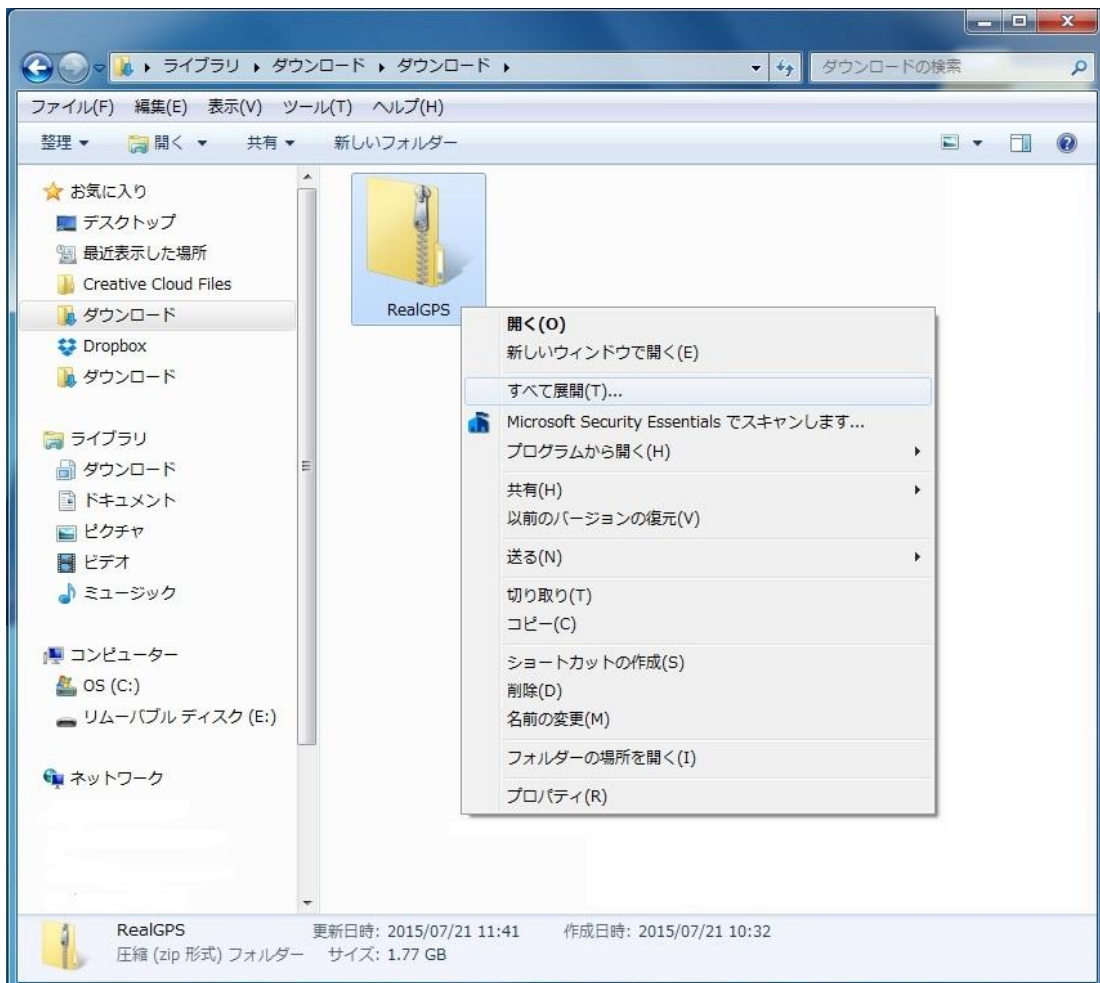 ライブラリ ダウンロード ダウンロード
ダウンロードの検索
ファイル(F) 編集(E) 表示(V) ツール(T) ヘルプ(H)
整理 開く 共有 新しいフォルダー
お気に入り
デスクトップ
最近表示した場所
Creative Cloud Files
ダウンロード
Dropbox
ダウンロード
ライブラリ
ダウンロード
ドキュメント
ピクチャ
ビデオ
ミュージック
コンピューター
OS (C:)
リムーバブル ディスク (E:)
ネットワーク
RealGPS
開く(O)
新しいウィンドウで開く(E)
すべて展開(T)...
Microsoft Security Essentials でスキャンします...
プログラムから開く(H)
共有(H)
以前のバージョンの復元(V)
送る(N)
切り取り(T)
コピー(C)
ショートカットの作成(S)
削除(D)
名前の変更(M)
フォルダーの場所を開く(I)
プロパティ(R)
RealGPS 更新日時: 2015/07/21 11:41 作成日時: 2015/07/21 10:32
圧縮 (zip 形式) フォルダー サイズ: 1.77 GB